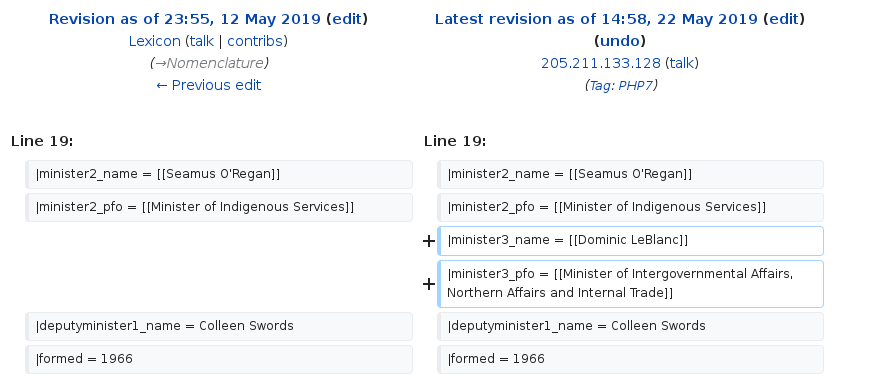 Revision as of 23:55, 12 May 2019 (edit)
Lexicon (talk | contribs)
(→Nomenclature)
← Previous edit
Latest revision as of 14:58, 22 May 2019 (edit)
(undo)
205.211.133.128 (talk)
(Tag: PHP7)
Line 19:
Line 19:
|minister2_name = [[Seamus O'Regan]]
|minister2_name = [[Seamus O'Regan]]
|minister2_pfo = [[Minister of Indigenous Services]]
|minister2_pfo = [[Minister of Indigenous Services]]
+ |minister3_name = [[Dominic LeBlanc]]
+ |minister3_pfo = [[Minister of Intergovernmental Affairs,
Northern Affairs and Internal Trade]]
|deputyminister1_name = Colleen Swords
|deputyminister1_name = Colleen Swords
|formed = 1966
|formed = 1966